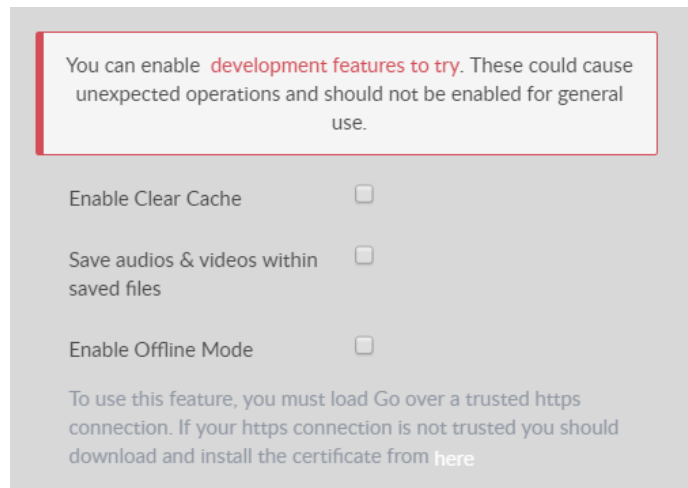 You can enable development features to try. These could cause
unexpected operations and should not be enabled for general
use.
Enable Clear Cache
Save audios & videos within
saved files
Enable Offline Mode
To use this feature, you must load Go over a trusted https
connection. If your https connection is not trusted you should
download and install the certificate from here